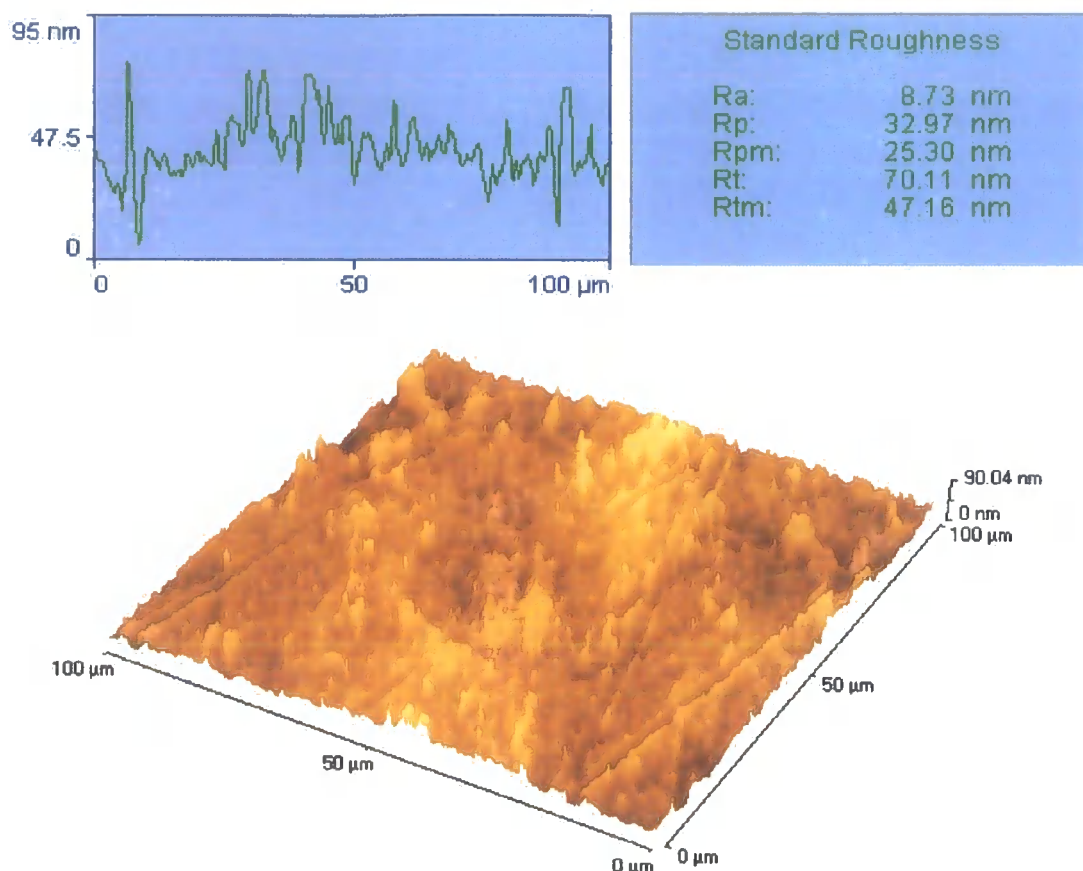 95 nm
47.5
0
0 50 100 µm
Standard Roughness
Ra: 8.73 nm
Rp: 32.97 nm
Rpm: 25.30 nm
Rt: 70.11 nm
Rtm: 47.16 nm
90.04 nm
0 nm
100 µm
50 µm
0 µm
100 µm
50 µm
0 µm